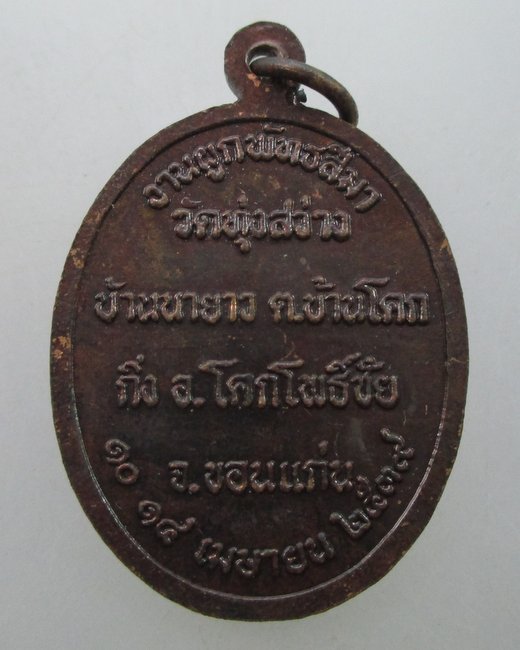 งานผูกพัทธสีมา
วัดทุ่งสว่าง
บ้านนายาว ต.บ้านโคก
กิ่ง อ.โคกโพธิ์ชัย
จ.ขอนแก่น
๑๐ ๑๘ เมษายน ๒๕๓๙